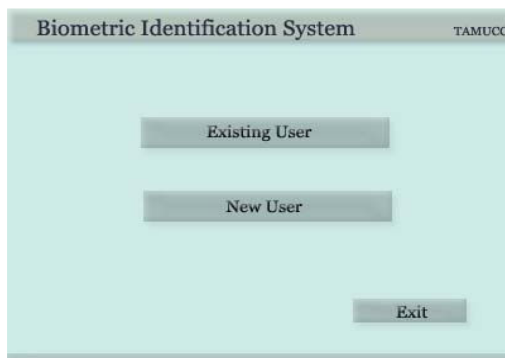 Biometric Identification System TAMUCC
Existing User
New User
Exit